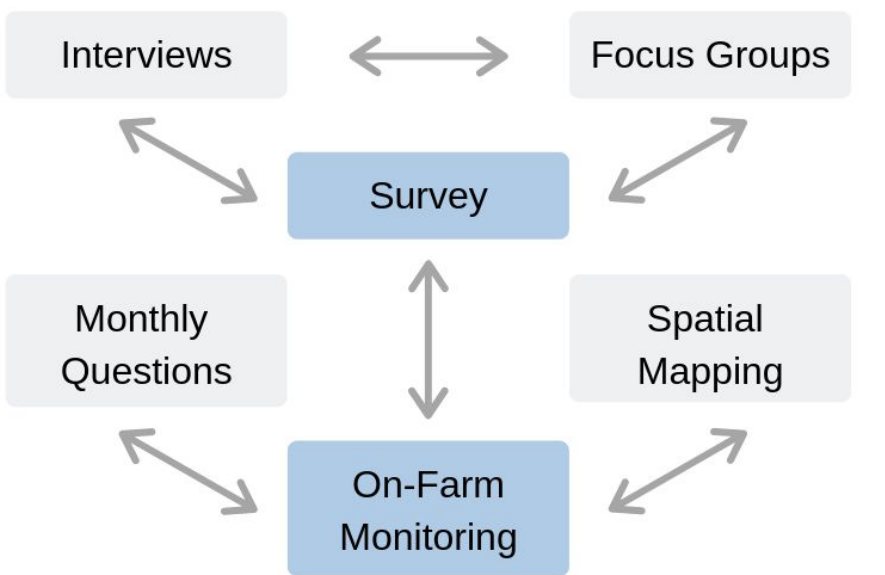 Interviews
Focus Groups
Survey
Monthly
Questions
Spatial
Mapping
On-Farm
Monitoring